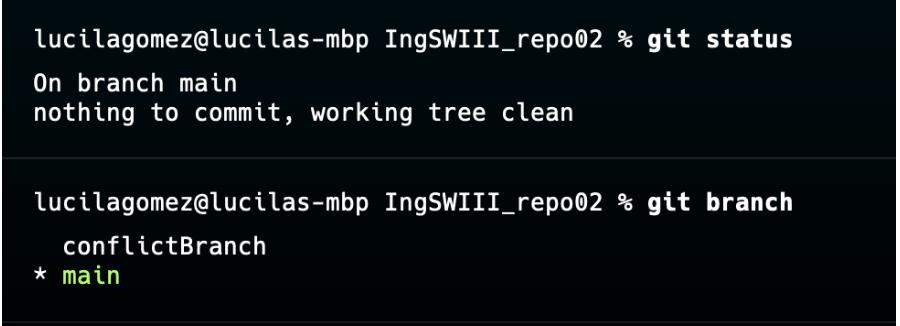 lucilagomez@lucilas-mbp IngSWIII_repo02 % git status
On branch main
nothing to commit, working tree clean
lucilagomez@lucilas-mbp IngSWIII_repo02 % git branch
  conflictBranch
* main